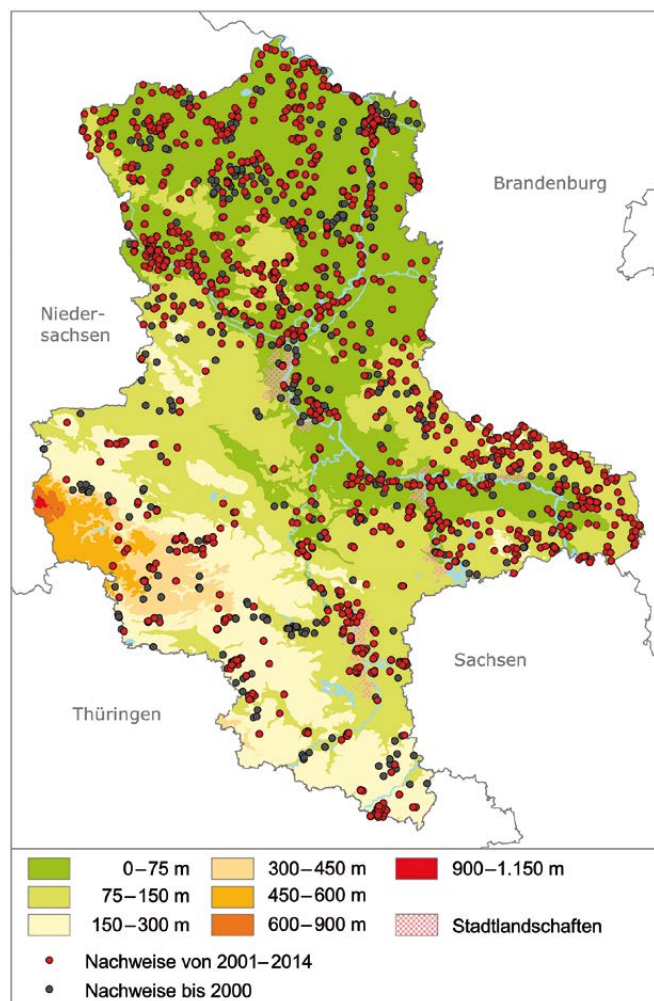 Brandenburg
Nieder-
sachsen
Sachsen
Thüringen
0–75 m
300–450 m
900–1.150 m
75–150 m
450–600 m
150–300 m
600–900 m
Stadtlandschaften
Nachweise von 2001–2014
Nachweise bis 2000